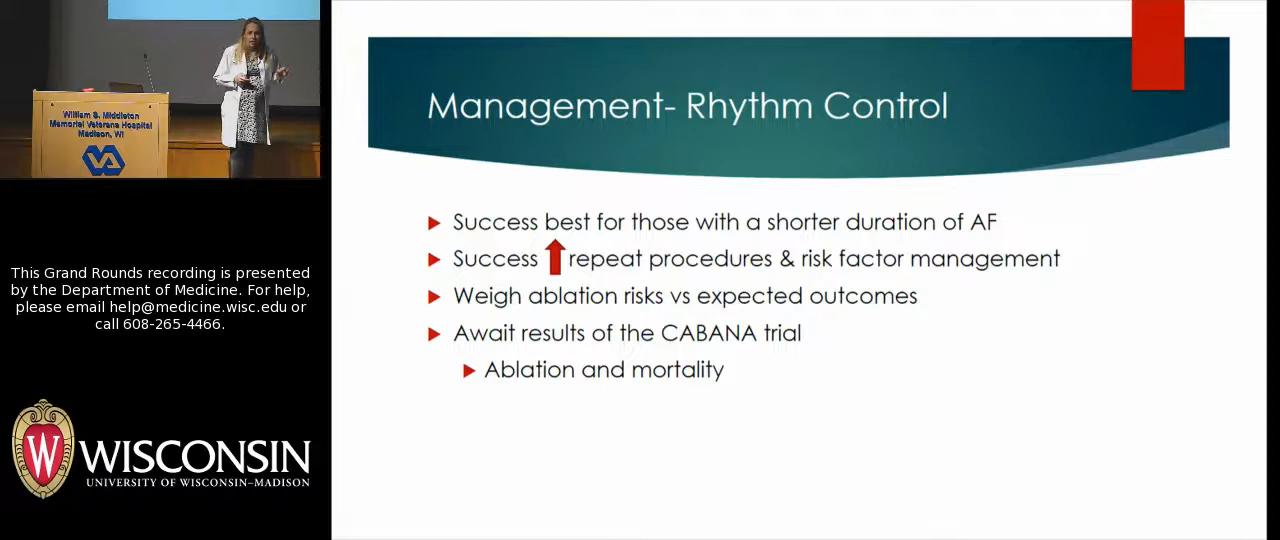 William S. Middleton
Memorial Veterans Hospital
Madison, WI
VA
This Grand Rounds recording is presented
by the Department of Medicine. For help,
please email help@medicine.wisc.edu or
call 608-265-4466.
W
WISCONSIN
UNIVERSITY OF WISCONSIN–MADISON
Management- Rhythm Control
Success best for those with a shorter duration of AF
Success repeat procedures & risk factor management
Weigh ablation risks vs expected outcomes
Await results of the CABANA trial
Ablation and mortality